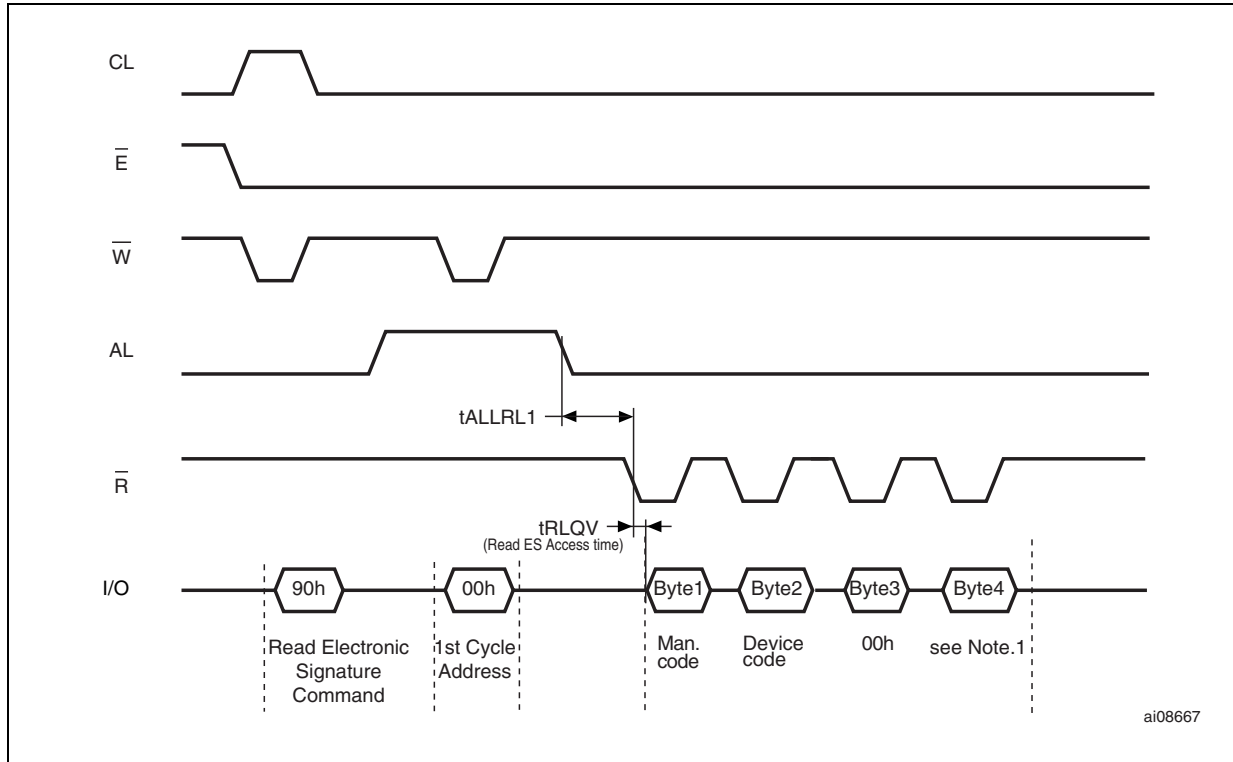 CL
E
W
AL
tALLRL1
R
tRLQV
(Read ES Access time)
I/O
90h
00h
Byte1
Byte2
Byte3
Byte4
Read Electronic
Signature
Command
1st Cycle
Address
Man.
code
Device
code
00h
see Note.1
ai08667